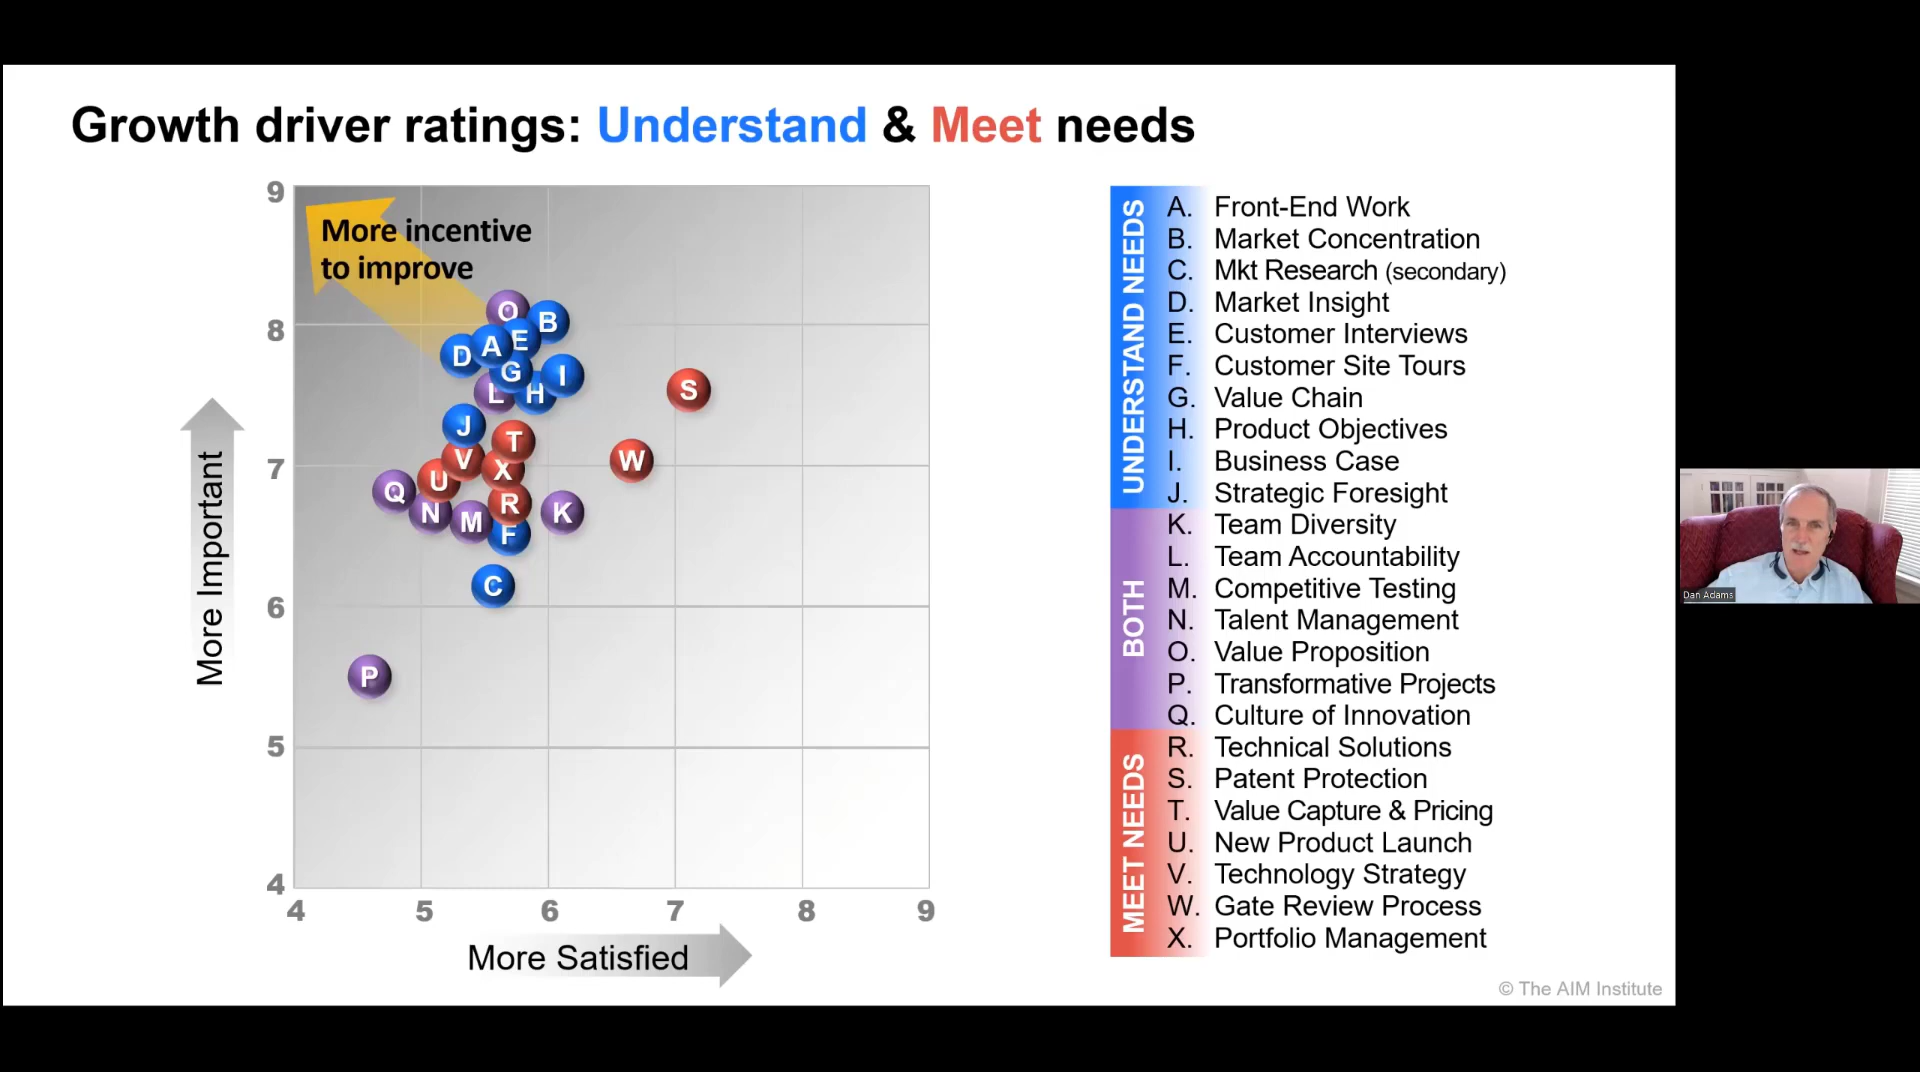 Growth driver ratings: Understand & Meet needs
9
8
7
6
5
4
4 5 6 7 8 9
More incentive
to improve
More Important
More Satisfied
O
B
E
A
D
G
I
L
H
S
J
T
V
X
W
U
Q
R
N
M
K
F
C
P
UNDERSTAND NEEDS
A. Front-End Work
B. Market Concentration
C. Mkt Research (secondary)
D. Market Insight
E. Customer Interviews
F. Customer Site Tours
G. Value Chain
H. Product Objectives
I. Business Case
J. Strategic Foresight
BOTH
K. Team Diversity
L. Team Accountability
M. Competitive Testing
N. Talent Management
O. Value Proposition
P. Transformative Projects
Q. Culture of Innovation
MEET NEEDS
R. Technical Solutions
S. Patent Protection
T. Value Capture & Pricing
U. New Product Launch
V. Technology Strategy
W. Gate Review Process
X. Portfolio Management
© The AIM Institute
Dan Adams